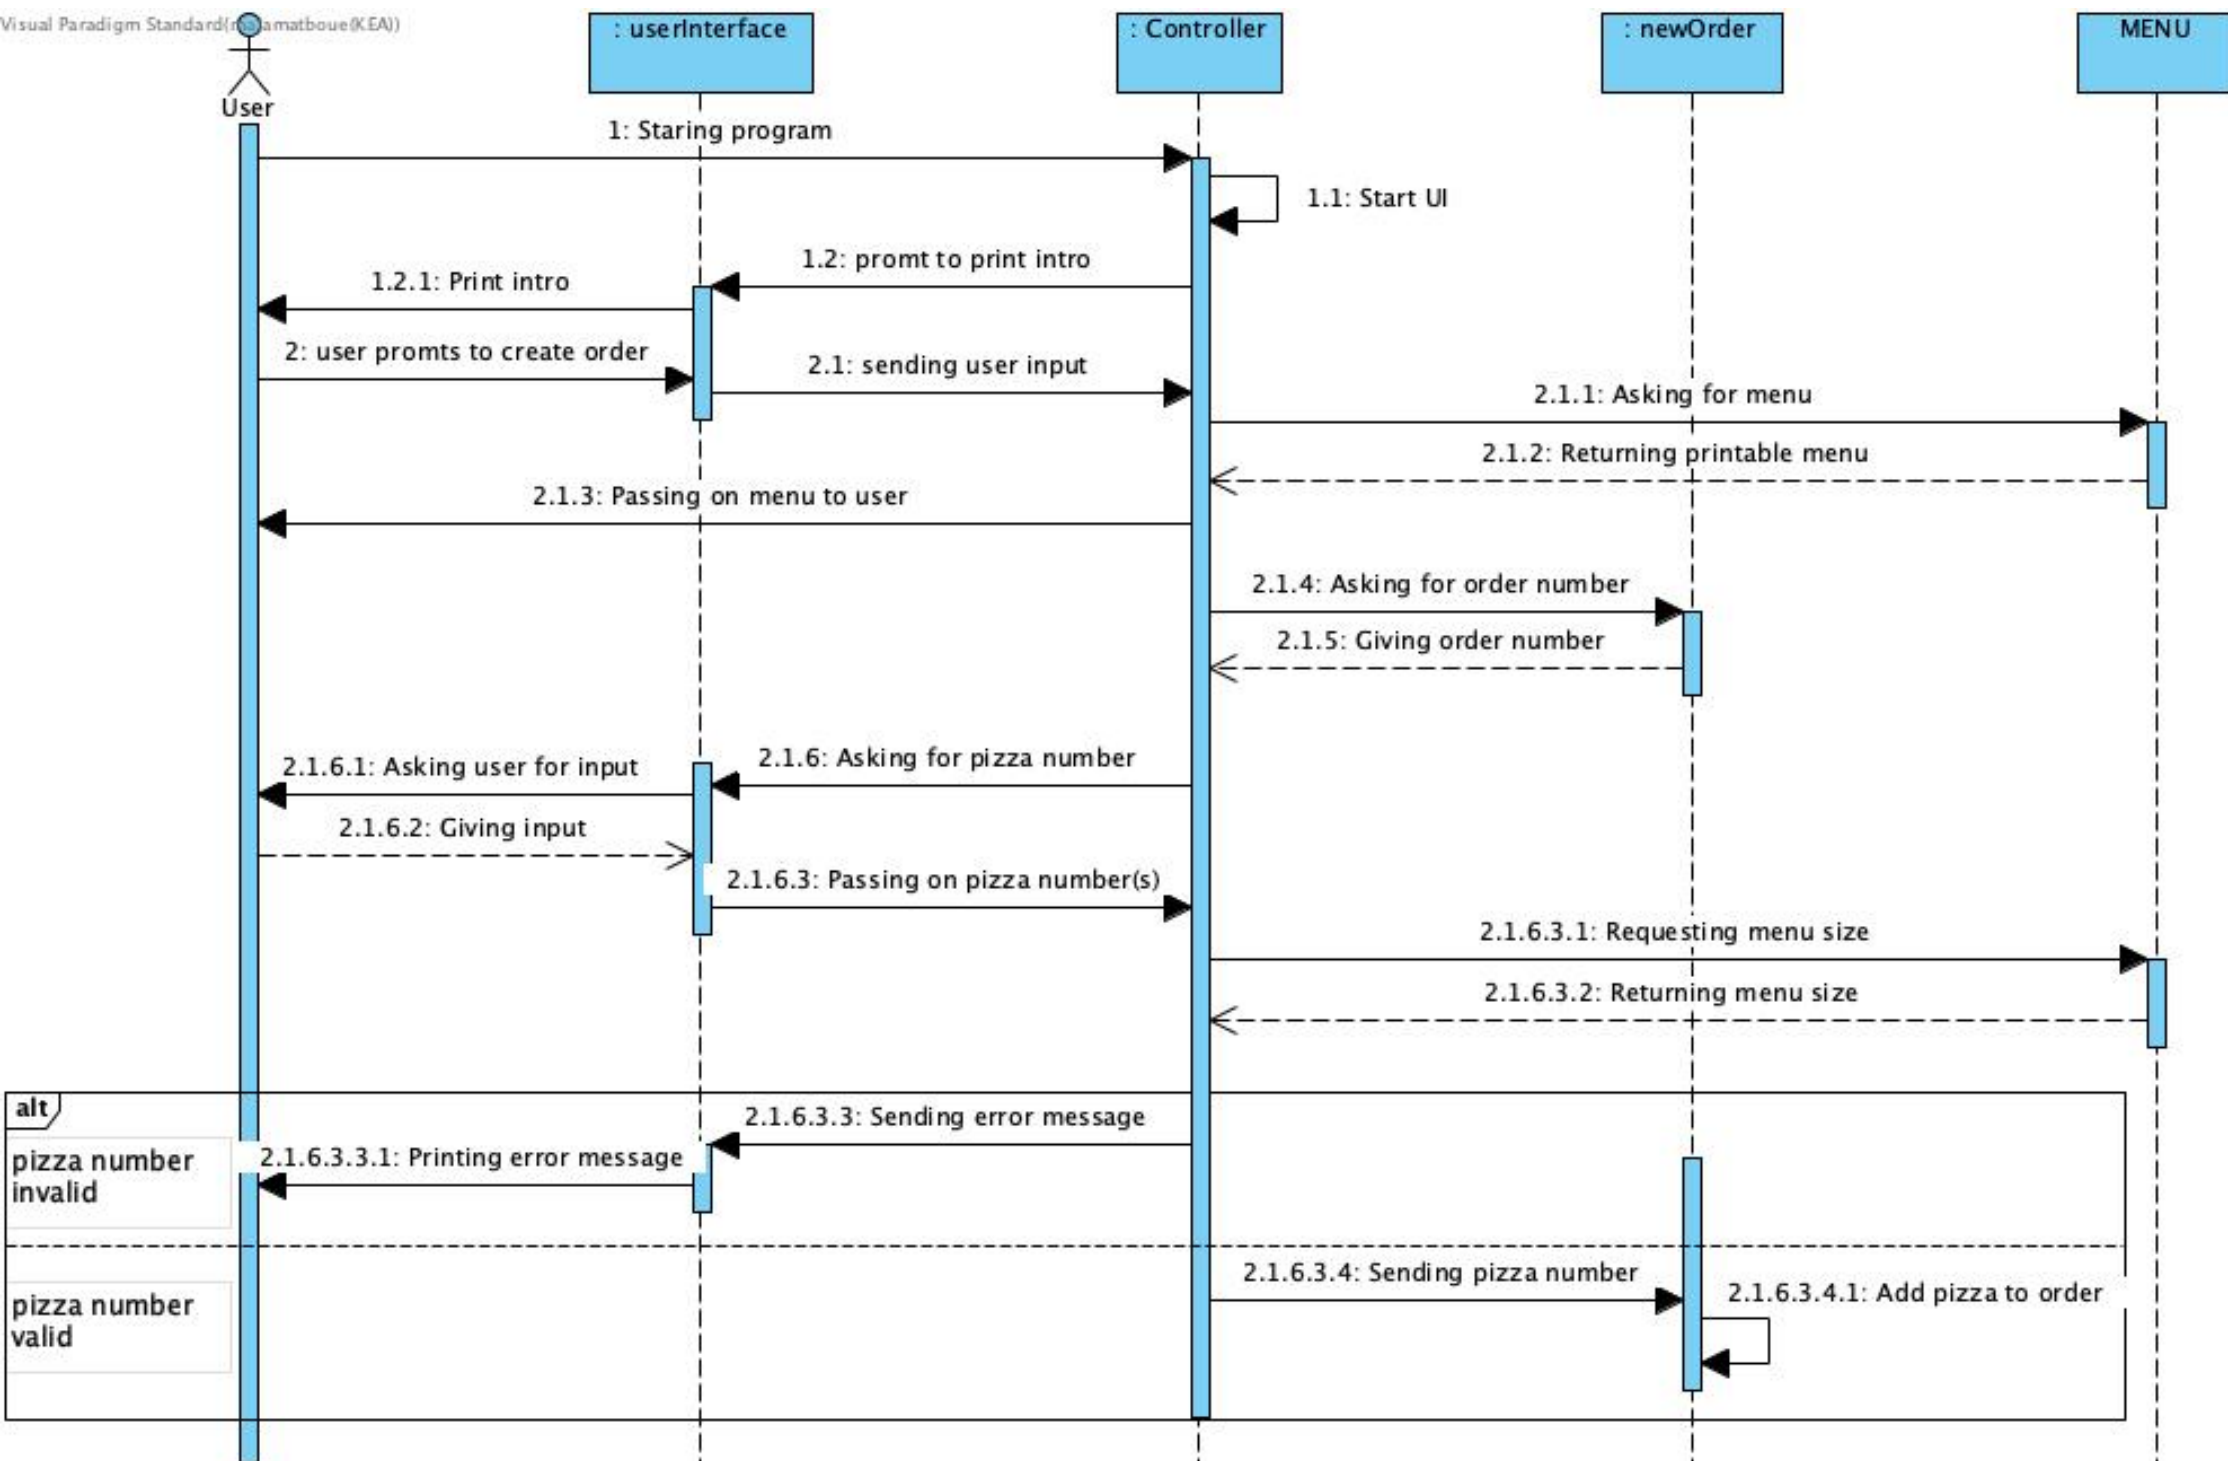 Visual Paradigm Standard(
amatboue(KEA))
: userInterface
: Controller
: newOrder
MENU
User
1: Staring program
1.1: Start UI
1.2: promt to print intro
1.2.1: Print intro
2: user promts to create order
2.1: sending user input
2.1.1: Asking for menu
2.1.2: Returning printable menu
2.1.3: Passing on menu to user
2.1.4: Asking for order number
2.1.5: Giving order number
2.1.6: Asking for pizza number
2.1.6.1: Asking user for input
2.1.6.2: Giving input
2.1.6.3: Passing on pizza number(s)
2.1.6.3.1: Requesting menu size
2.1.6.3.2: Returning menu size
alt
2.1.6.3.3: Sending error message
pizza number
invalid
2.1.6.3.3.1: Printing error message
2.1.6.3.4: Sending pizza number
2.1.6.3.4.1: Add pizza to order
pizza number
valid